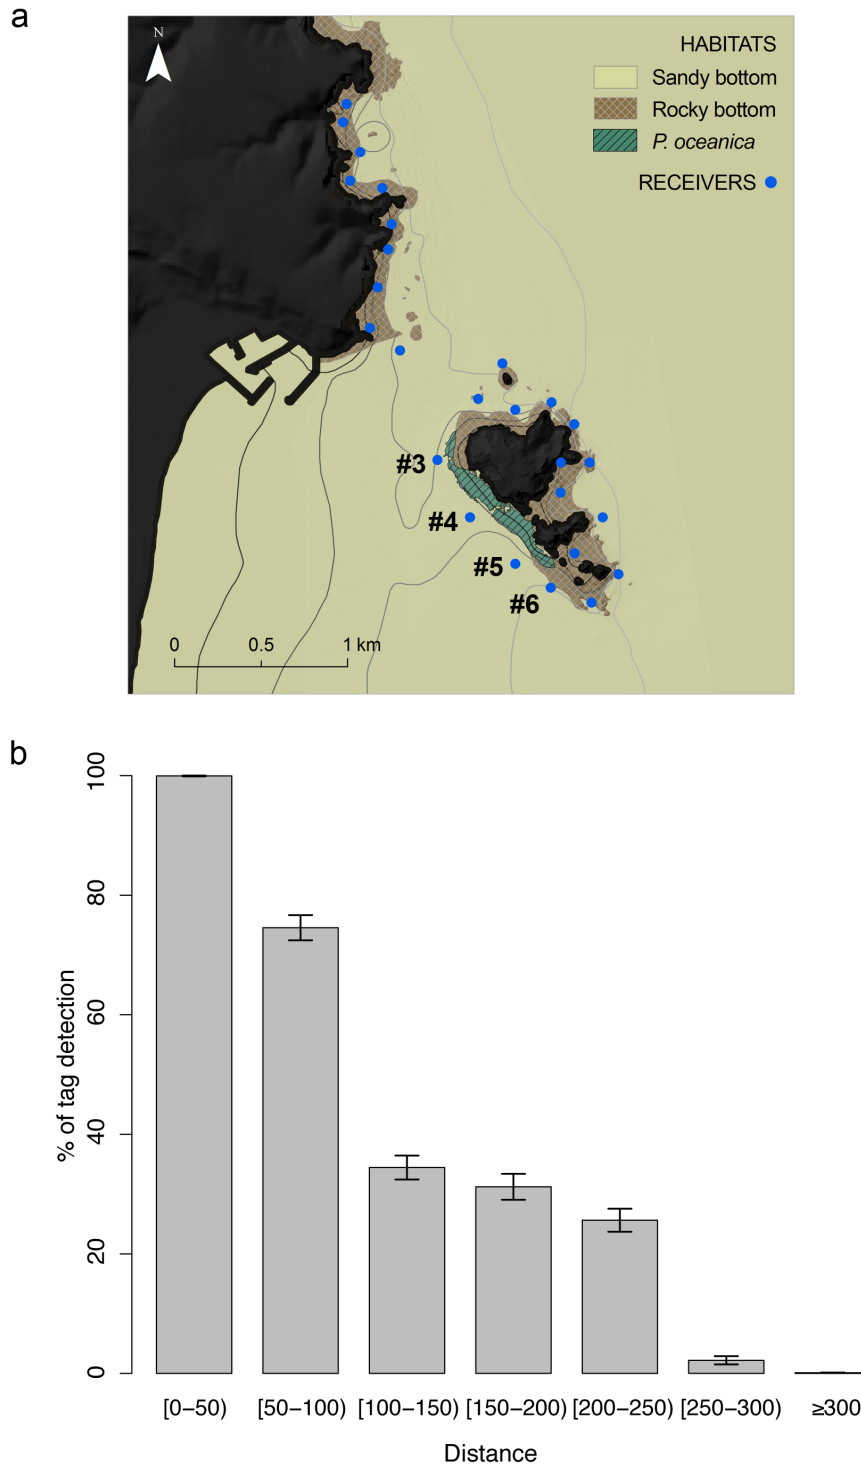 a
N
HABITATS
Sandy bottom
Rocky bottom
P. oceanica
RECEIVERS
#3
#4
#5
#6
0 0.5 1 km
b
% of tag detection
100
80
60
40
20
0
[0−50) [50−100) [100−150) [150−200) [200−250) [250−300) ≥300
Distance